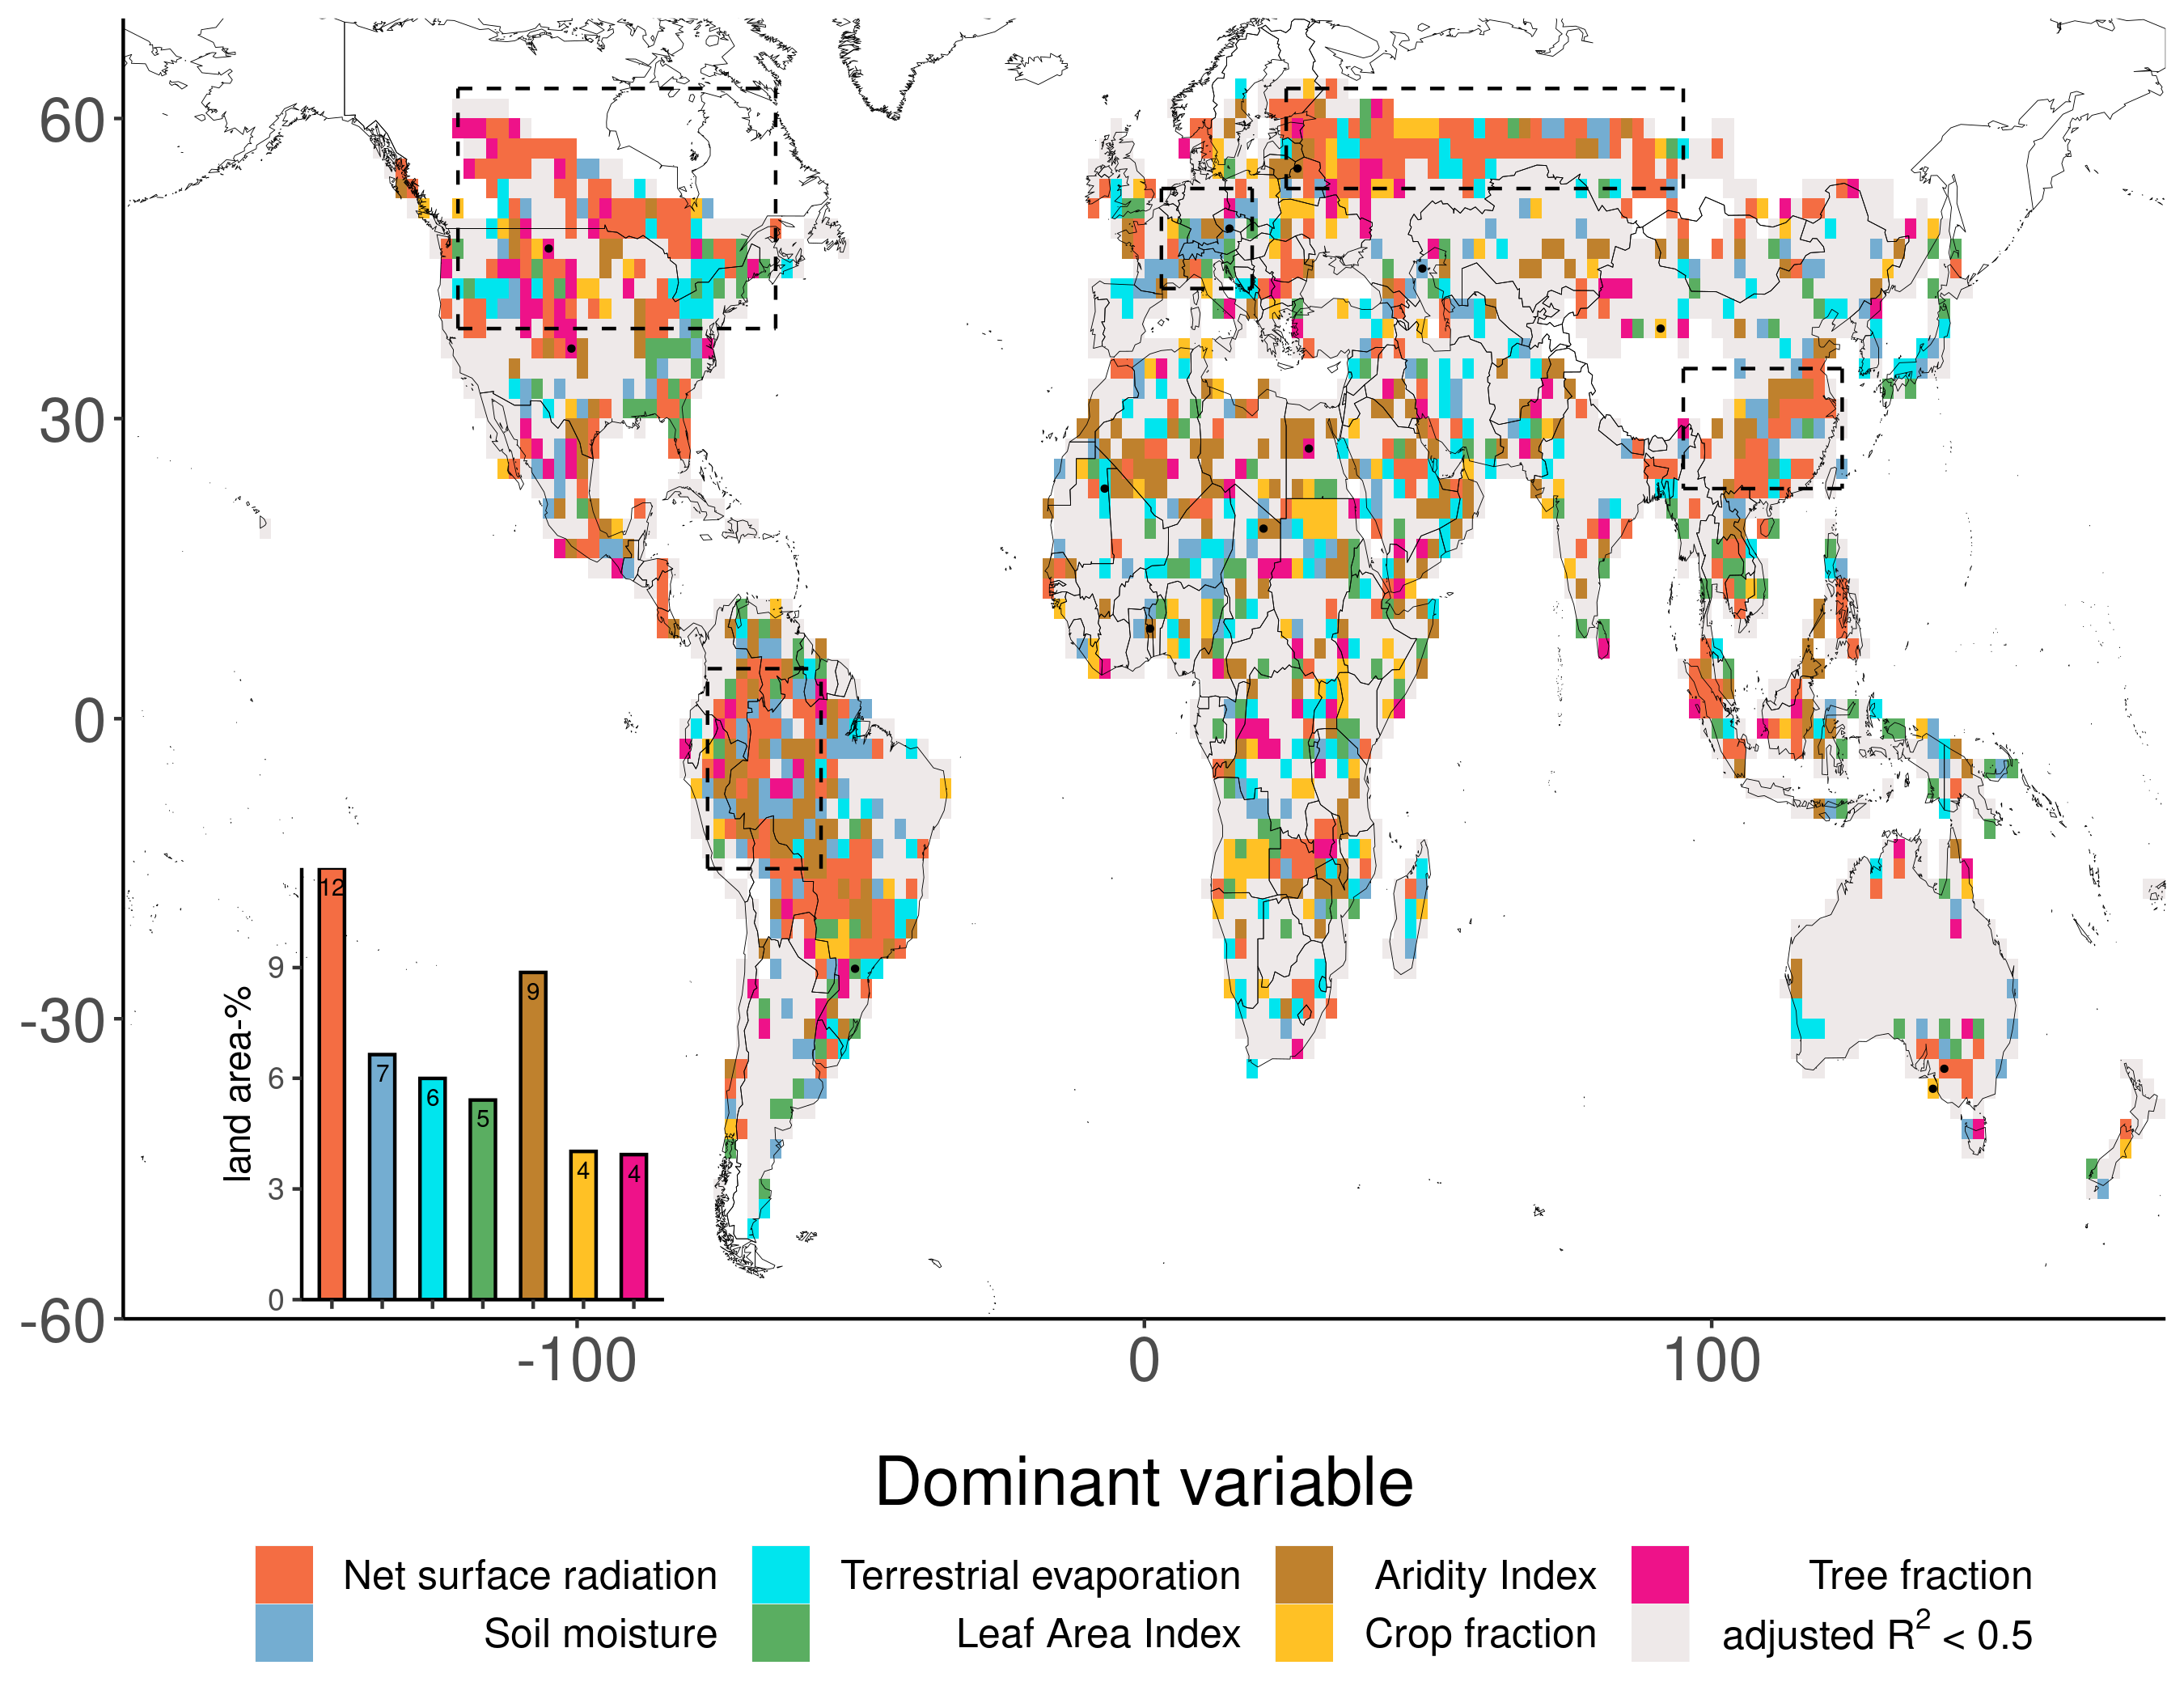 60
30
0
-30
-60
-100
0
100
land area-%
9
6
3
0
12
7
6
5
9
4
4
Dominant variable
Net surface radiation
Terrestrial evaporation
Aridity Index
Tree fraction
Soil moisture
Leaf Area Index
Crop fraction
adjusted R² < 0.5